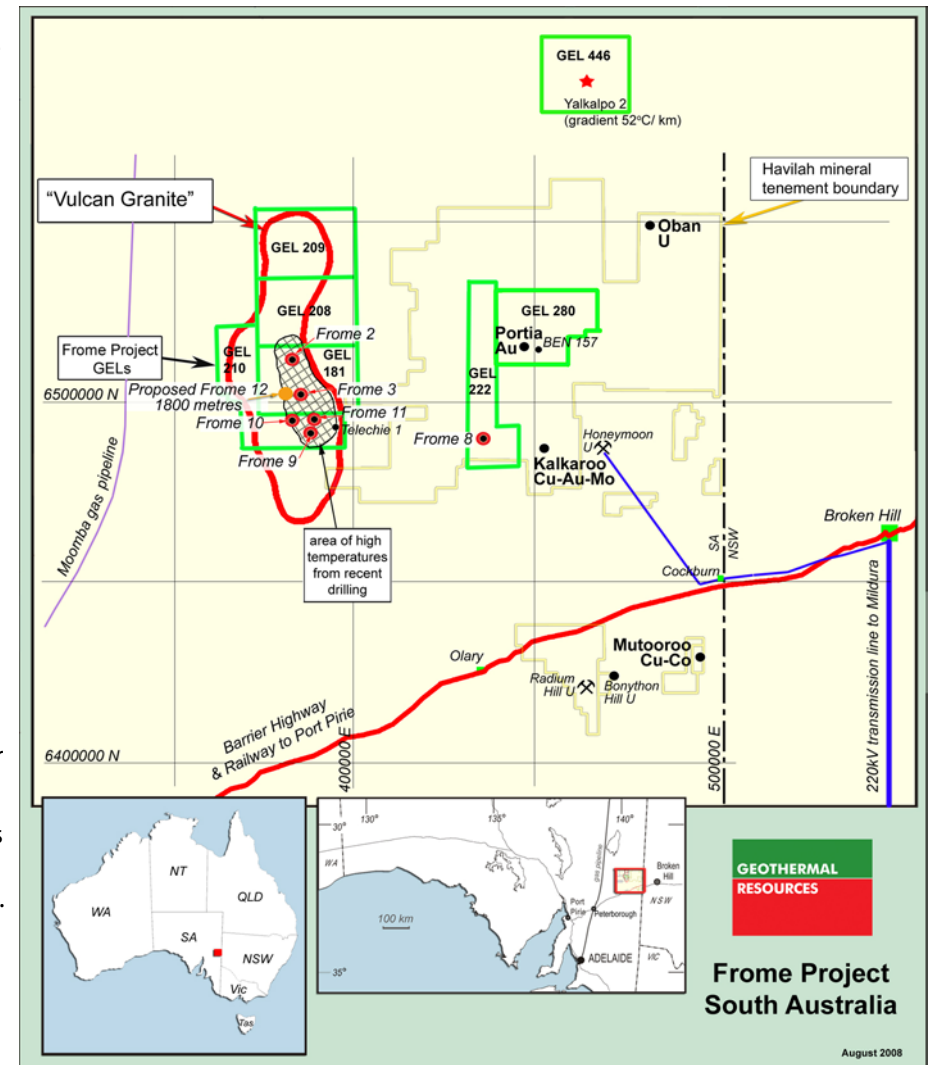 GEL 446
Yalkalpo 2
(gradient 52°C/ km)
Havilah mineral
tenement boundary
"Vulcan Granite"
Oban
U
GEL 209
GEL 208
GEL 280
Frome 2
Portia
Au
BEN 157
Frome Project
GELs
GEL
210
GEL
181
GEL
222
Proposed Frome 12
1800 metres
Frome 3
6500000 N
Frome 11
Frome 10
Telechie 1
Frome 8
Honeymoon
U
Frome 9
Kalkaroo
Cu-Au-Mo
Moomba gas pipeline
area of high
temperatures
from recent
drilling
Broken Hill
SA
NSW
Cockburn
Mutooroo
Cu-Co
Olary
Radium
Hill U
Bonython
Hill U
Barrier Highway
& Railway to Port Pirie
6400000 N
400000 E
500000 E
220kV transmission line to Mildura
NT
QLD
WA
SA
NSW
Vic
Tas
130°
135°
140°
30°
WA
gas pipeline
Broken
Hill
NSW
Port
Pirie
Peterborough
100 km
ADELAIDE
VIC
35°
GEOTHERMAL
RESOURCES
Frome Project
South Australia
August 2008